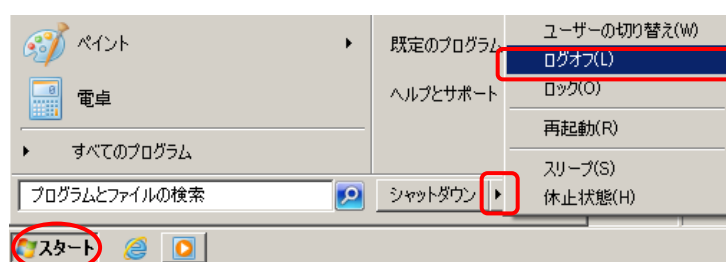 ペイント
電卓
すべてのプログラム
プログラムとファイルの検索
既定のプログラム
ヘルプとサポート
シャットダウン
ユーザーの切り替え(W)
ログオフ(L)
ロック(O)
再起動(R)
スリープ(S)
休止状態(H)
スタート